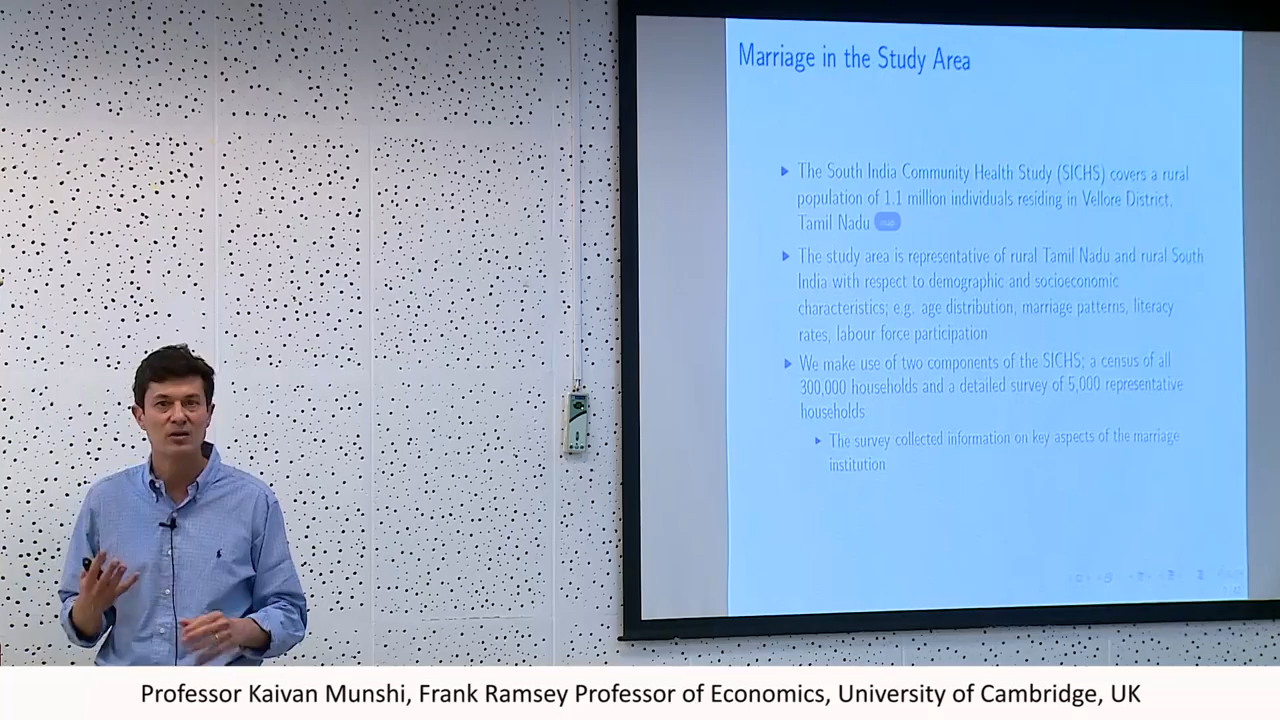 Marriage in the Study Area
The South India Community Health Study (SICHS) covers a rural
population of 1.1 million individuals residing in Vellore District,
Tamil Nadu map
The study area is representative of rural Tamil Nadu and rural South
India with respect to demographic and socioeconomic
characteristics; e.g. age distribution, marriage patterns, literacy
rates, labour force participation
We make use of two components of the SICHS; a census of all
300,000 households and a detailed survey of 5,000 representative
households
The survey collected information on key aspects of the marriage
institution
Professor Kaivan Munshi, Frank Ramsey Professor of Economics, University of Cambridge, UK